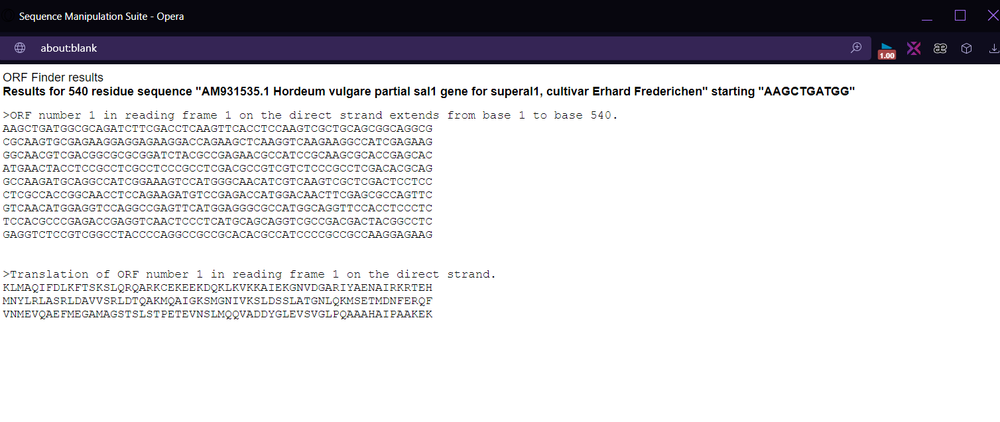 Sequence Manipulation Suite - Opera
about:blank
1.00
ORF Finder results
Results for 540 residue sequence "AM931535.1 Hordeum vulgare partial sal1 gene for superal1, cultivar Erhard Frederichen" starting "AAGCTGATGG"
>ORF number 1 in reading frame 1 on the direct strand extends from base 1 to base 540.
AAGCTGATGGCGCAGATCTTCGACCTCAAGTTCACCTCCAAGTCGCTGCAGCGGCAGGCG
CGCAAGTGCGAGAAGGAGGAGAAGGACCAGAAGCTCAAGGTCAAGAAGGCCATCGAGAAG
GGCAACGTCGACGGCGCGCGGATCTACGCCGAGAACGCCATCCGCAAGCGCACCGAGCAC
ATGAACTACCTCCGCCTCGCCTCCCGCCTCGACGCCGTCGTCTCCCGCCTCGACACGCAG
GCCAAGATGCAGGCCATCGGAAAGTCCATGGGCAACATCGTCAAGTCGCTCGACTCCTCC
CTCGCCACCGGCAACCTCCAGAAGATGTCCGAGACCATGGACAACTTCGAGCGCCAGTTC
GTCAACATGGAGGTCCAGGCCGAGTTCATGGAGGGCGCCATGGCAGGTTCCACCTCCCTC
TCCACGCCCGAGACCGAGGTCAACTCCCTCATGCAGCAGGTCGCCGACGACTACGGCCTC
GAGGTCTCCGTCGGCCTACCCCAGGCCGCCGCACACGCCATCCCCGCCGCCAAGGAGAAG
>Translation of ORF number 1 in reading frame 1 on the direct strand.
KLMAQIFDLKFTSKSLQRQARKCEKEEKDQKLKVKKAIEKGNVDGARIYAENAIRKRTEH
MNYLRLASRLDAVVSRLDTQAKMQAIGKSMGNIVKSLDSSLATGNLQKMSETMDNFERQF
VNMEVQAEFMEGAMAGSTSLSTPETEVNSLMQQVADDYGLEVSVGLPQAAAHAIPAAKEK